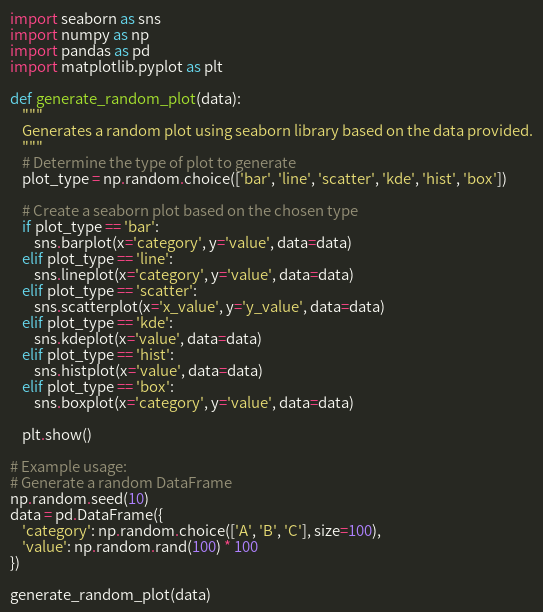 import seaborn as sns
import numpy as np
import pandas as pd
import matplotlib.pyplot as plt

def generate_random_plot(data):
    """
    Generates a random plot using seaborn library based on the data provided.
    """
    # Determine the type of plot to generate
    plot_type = np.random.choice(['bar', 'line', 'scatter', 'kde', 'hist', 'box'])

    # Create a seaborn plot based on the chosen type
    if plot_type == 'bar':
        sns.barplot(x='category', y='value', data=data)
    elif plot_type == 'line':
        sns.lineplot(x='category', y='value', data=data)
    elif plot_type == 'scatter':
        sns.scatterplot(x='x_value', y='y_value', data=data)
    elif plot_type == 'kde':
        sns.kdeplot(x='value', data=data)
    elif plot_type == 'hist':
        sns.histplot(x='value', data=data)
    elif plot_type == 'box':
        sns.boxplot(x='category', y='value', data=data)

    plt.show()

# Example usage:
# Generate a random DataFrame
np.random.seed(10)
data = pd.DataFrame({
    'category': np.random.choice(['A', 'B', 'C'], size=100),
    'value': np.random.rand(100) * 100
})

generate_random_plot(data)